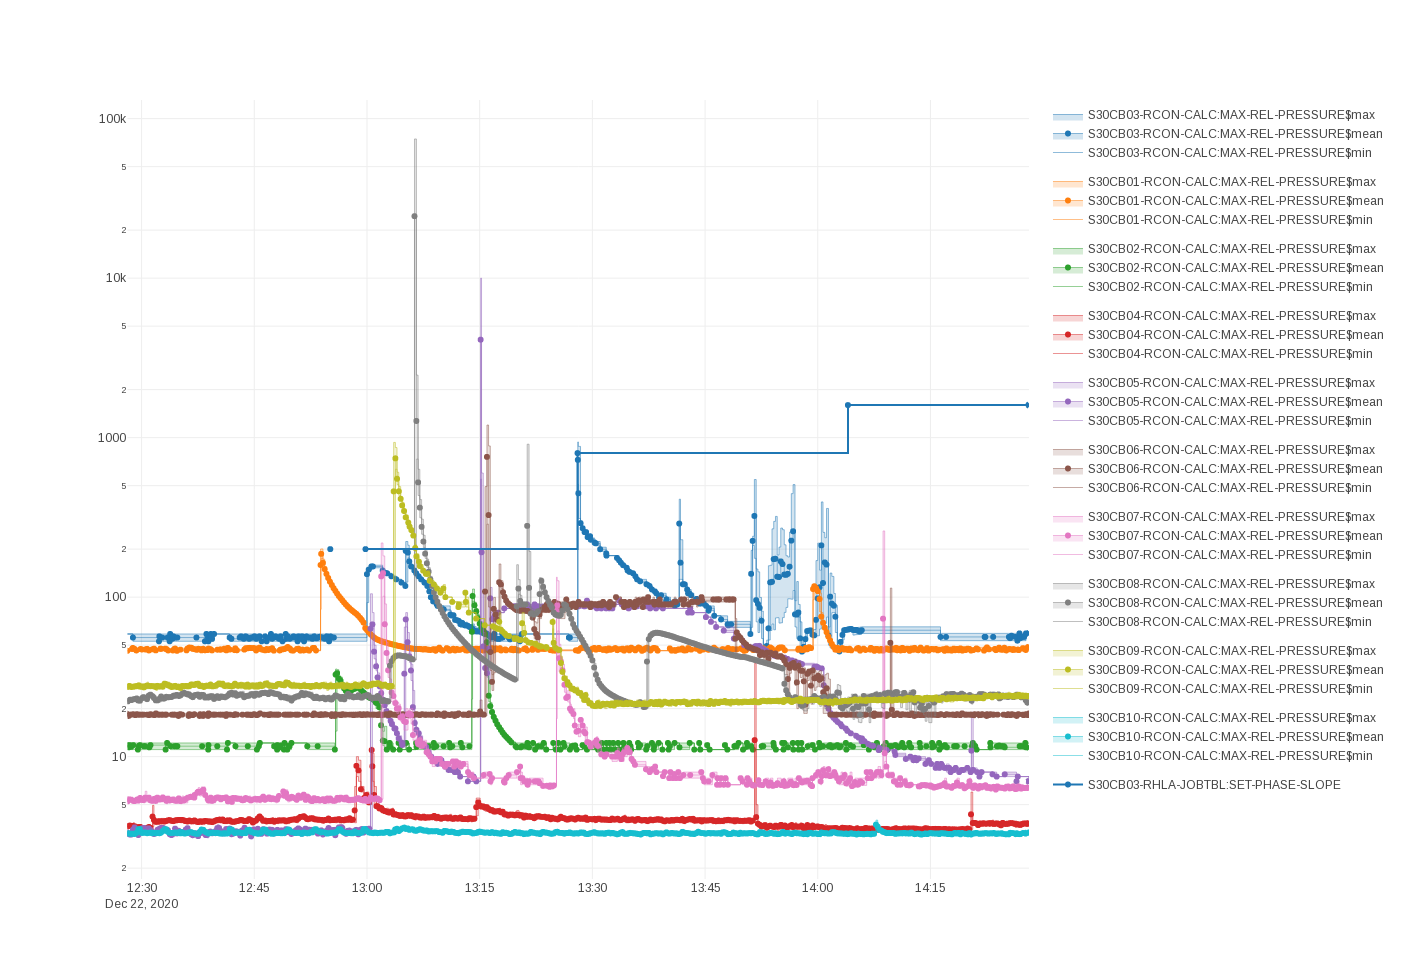 100k
5
2
10k
5
2
1000
5
2
100
5
2
10
5
2
12:30
12:45
13:00
13:15
13:30
13:45
14:00
14:15
Dec 22, 2020
S30CB03-RCON-CALC:MAX-REL-PRESSURE$max
S30CB03-RCON-CALC:MAX-REL-PRESSURE$mean
S30CB03-RCON-CALC:MAX-REL-PRESSURE$min
S30CB01-RCON-CALC:MAX-REL-PRESSURE$max
S30CB01-RCON-CALC:MAX-REL-PRESSURE$mean
S30CB01-RCON-CALC:MAX-REL-PRESSURE$min
S30CB02-RCON-CALC:MAX-REL-PRESSURE$max
S30CB02-RCON-CALC:MAX-REL-PRESSURE$mean
S30CB02-RCON-CALC:MAX-REL-PRESSURE$min
S30CB04-RCON-CALC:MAX-REL-PRESSURE$max
S30CB04-RCON-CALC:MAX-REL-PRESSURE$mean
S30CB04-RCON-CALC:MAX-REL-PRESSURE$min
S30CB05-RCON-CALC:MAX-REL-PRESSURE$max
S30CB05-RCON-CALC:MAX-REL-PRESSURE$mean
S30CB05-RCON-CALC:MAX-REL-PRESSURE$min
S30CB06-RCON-CALC:MAX-REL-PRESSURE$max
S30CB06-RCON-CALC:MAX-REL-PRESSURE$mean
S30CB06-RCON-CALC:MAX-REL-PRESSURE$min
S30CB07-RCON-CALC:MAX-REL-PRESSURE$max
S30CB07-RCON-CALC:MAX-REL-PRESSURE$mean
S30CB07-RCON-CALC:MAX-REL-PRESSURE$min
S30CB08-RCON-CALC:MAX-REL-PRESSURE$max
S30CB08-RCON-CALC:MAX-REL-PRESSURE$mean
S30CB08-RCON-CALC:MAX-REL-PRESSURE$min
S30CB09-RCON-CALC:MAX-REL-PRESSURE$max
S30CB09-RCON-CALC:MAX-REL-PRESSURE$mean
S30CB09-RCON-CALC:MAX-REL-PRESSURE$min
S30CB10-RCON-CALC:MAX-REL-PRESSURE$max
S30CB10-RCON-CALC:MAX-REL-PRESSURE$mean
S30CB10-RCON-CALC:MAX-REL-PRESSURE$min
S30CB03-RHLA-JOBTBL:SET-PHASE-SLOPE